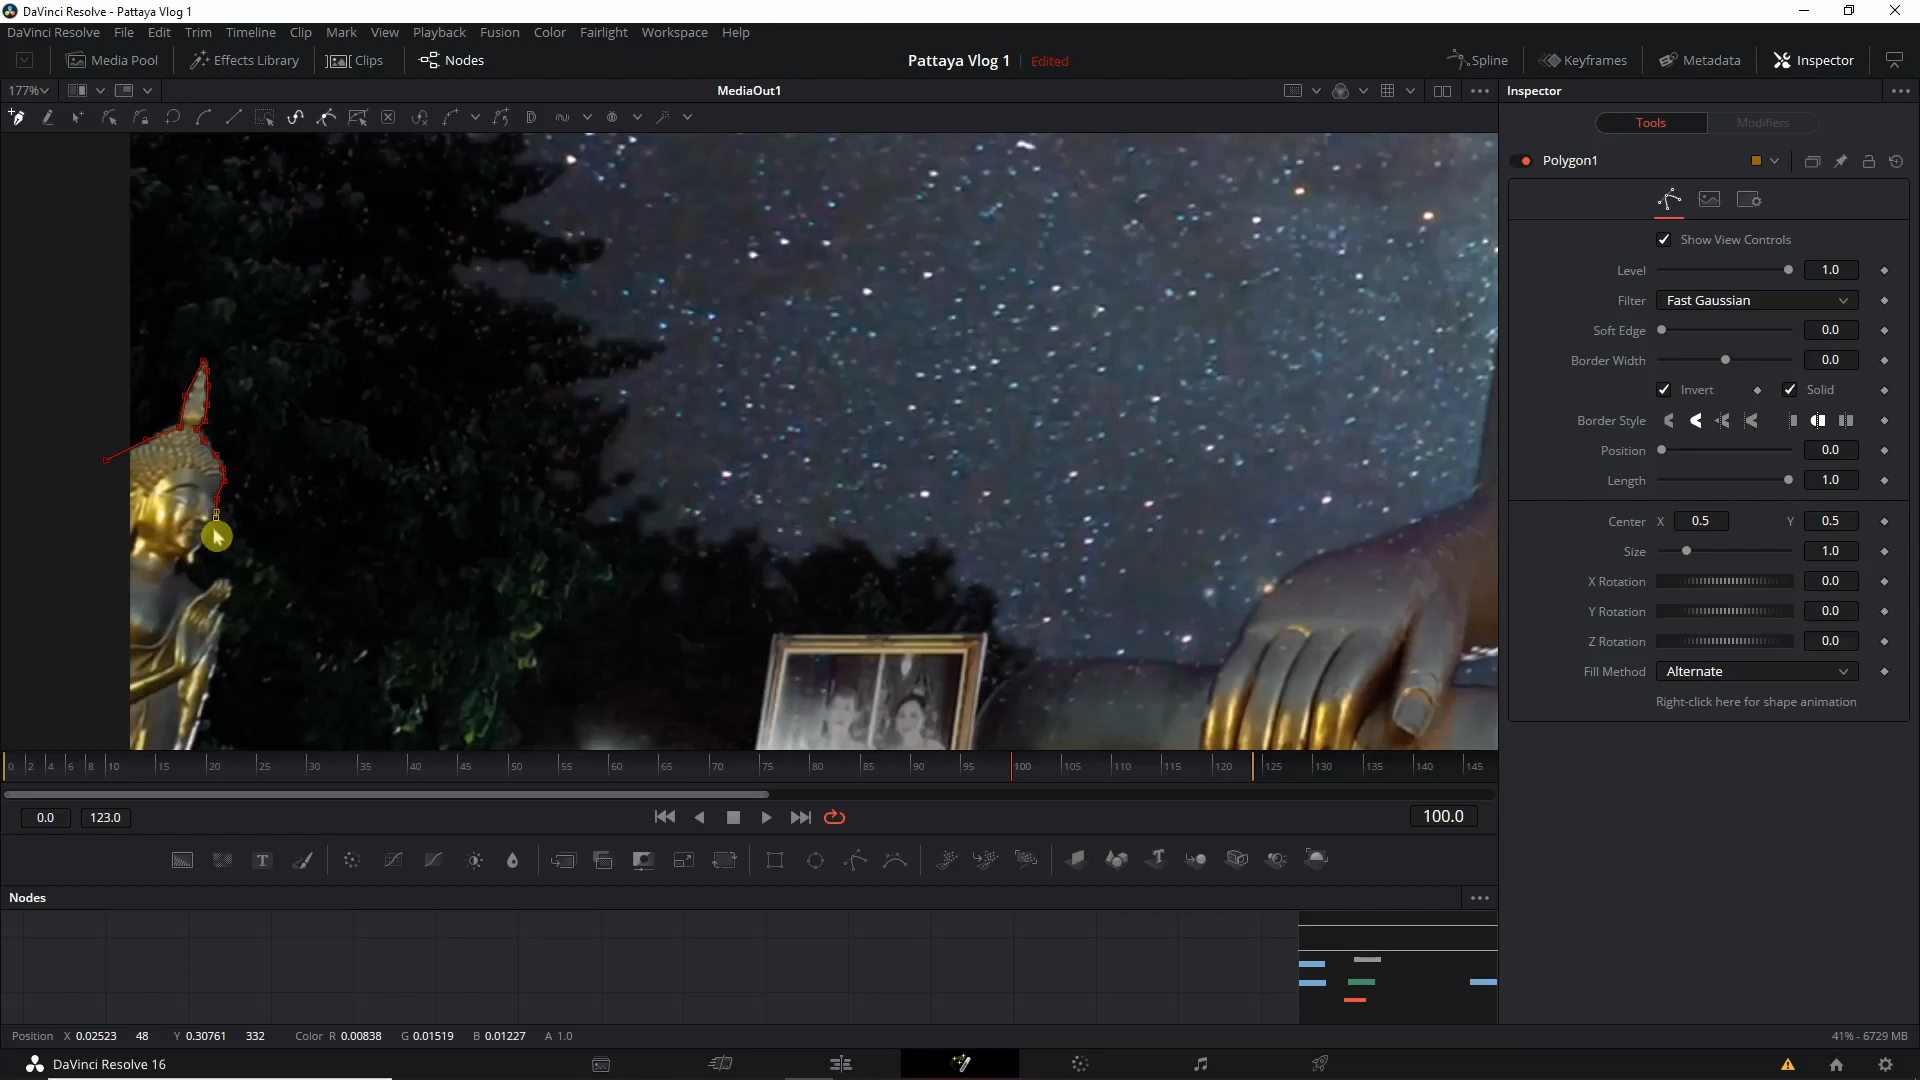 DaVinci Resolve - Pattaya Vlog 1
DaVinci Resolve File Edit Trim Timeline Clip Mark View Playback Fusion Color Fairlight Workspace Help
Media Pool Effects Library Clips Nodes Pattaya Vlog 1 Edited Spline Keyframes Metadata Inspector
177% MediaOut1 Inspector
Tools Modifiers
Polygon1
Show View Controls
Level 1.0
Filter Fast Gaussian
Soft Edge 0.0
Border Width 0.0
Invert Solid
Border Style
Position 0.0
Length 1.0
Center X 0.5 Y 0.5
Size 1.0
X Rotation 0.0
Y Rotation 0.0
Z Rotation 0.0
Fill Method Alternate
Right-click here for shape animation
0 2 4 6 8 10 15 20 25 30 35 40 45 50 55 60 65 70 75 80 85 90 95 100 105 110 115 120 125 130 135 140 145
0.0 123.0 100.0
T T
Nodes
Position X 0.02523 48 Y 0.30761 332 Color R 0.00838 G 0.01519 B 0.01227 A 1.0 41% - 6729 MB
DaVinci Resolve 16